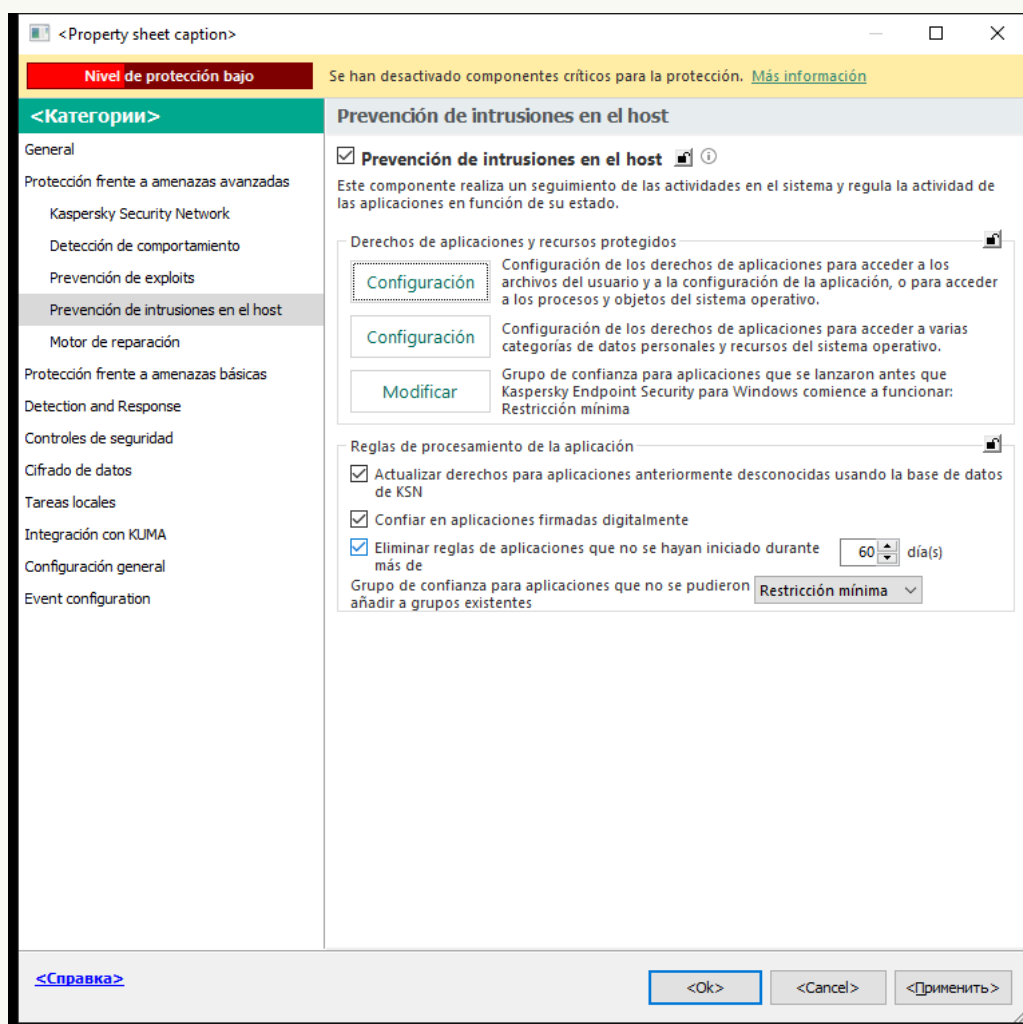 <Property sheet caption>
Nivel de protección bajo
Se han desactivado componentes críticos para la protección. Más información
<Категории>
General
Protección frente a amenazas avanzadas
Kaspersky Security Network
Detección de comportamiento
Prevención de exploits
Prevención de intrusiones en el host
Motor de reparación
Protección frente a amenazas básicas
Detection and Response
Controles de seguridad
Cifrado de datos
Tareas locales
Integración con KUMA
Configuración general
Event configuration
Prevención de intrusiones en el host
Prevención de intrusiones en el host
Este componente realiza un seguimiento de las actividades en el sistema y regula la actividad de
las aplicaciones en función de su estado.
Derechos de aplicaciones y recursos protegidos
Configuración
Configuración de los derechos de aplicaciones para acceder a los
archivos del usuario y a la configuración de la aplicación, o para acceder
a los procesos y objetos del sistema operativo.
Configuración
Configuración de los derechos de aplicaciones para acceder a varias
categorías de datos personales y recursos del sistema operativo.
Modificar
Grupo de confianza para aplicaciones que se lanzaron antes que
Kaspersky Endpoint Security para Windows comience a funcionar:
Restricción mínima
Reglas de procesamiento de la aplicación
Actualizar derechos para aplicaciones anteriormente desconocidas usando la base de datos
de KSN
Confiar en aplicaciones firmadas digitalmente
Eliminar reglas de aplicaciones que no se hayan iniciado durante
más de
60 día(s)
Grupo de confianza para aplicaciones que no se pudieron
añadir a grupos existentes
Restricción mínima
<Справка>
<Ok>
<Cancel>
<Применить>